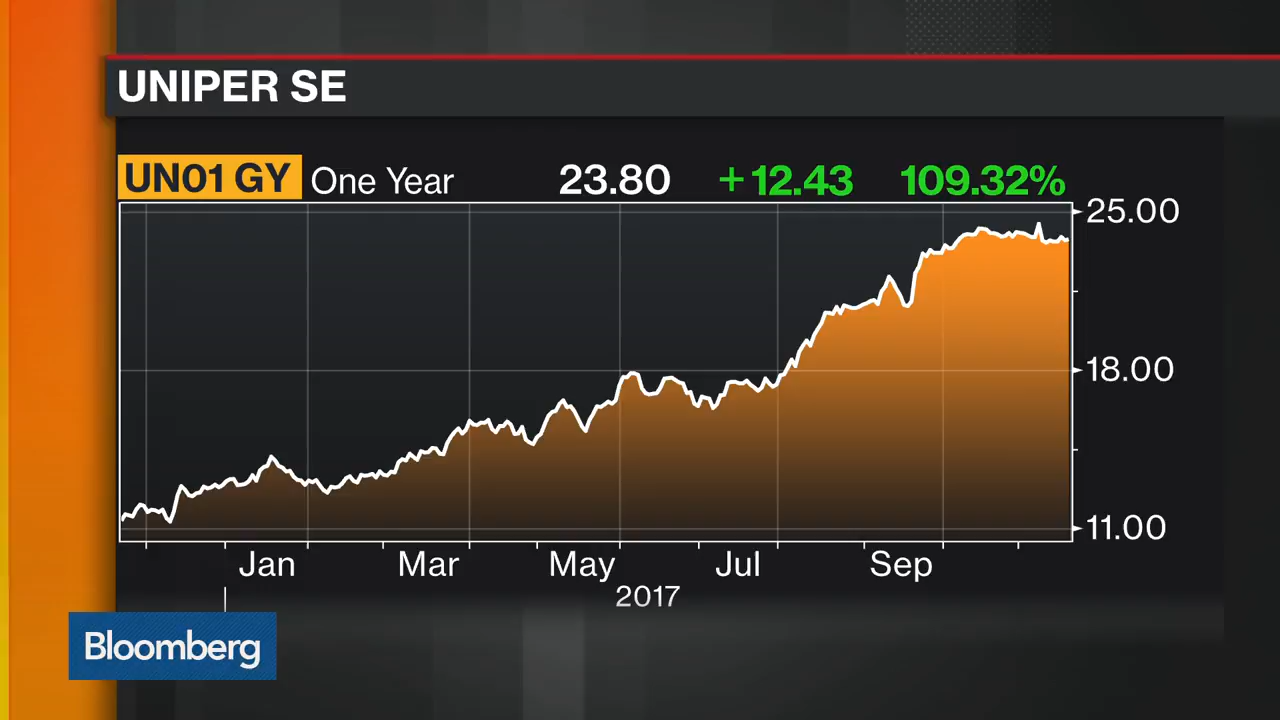 UNIPER SE
UN01 GY One Year 23.80 +12.43 109.32%
25.00
18.00
11.00
Jan Mar May Jul Sep
2017
Bloomberg